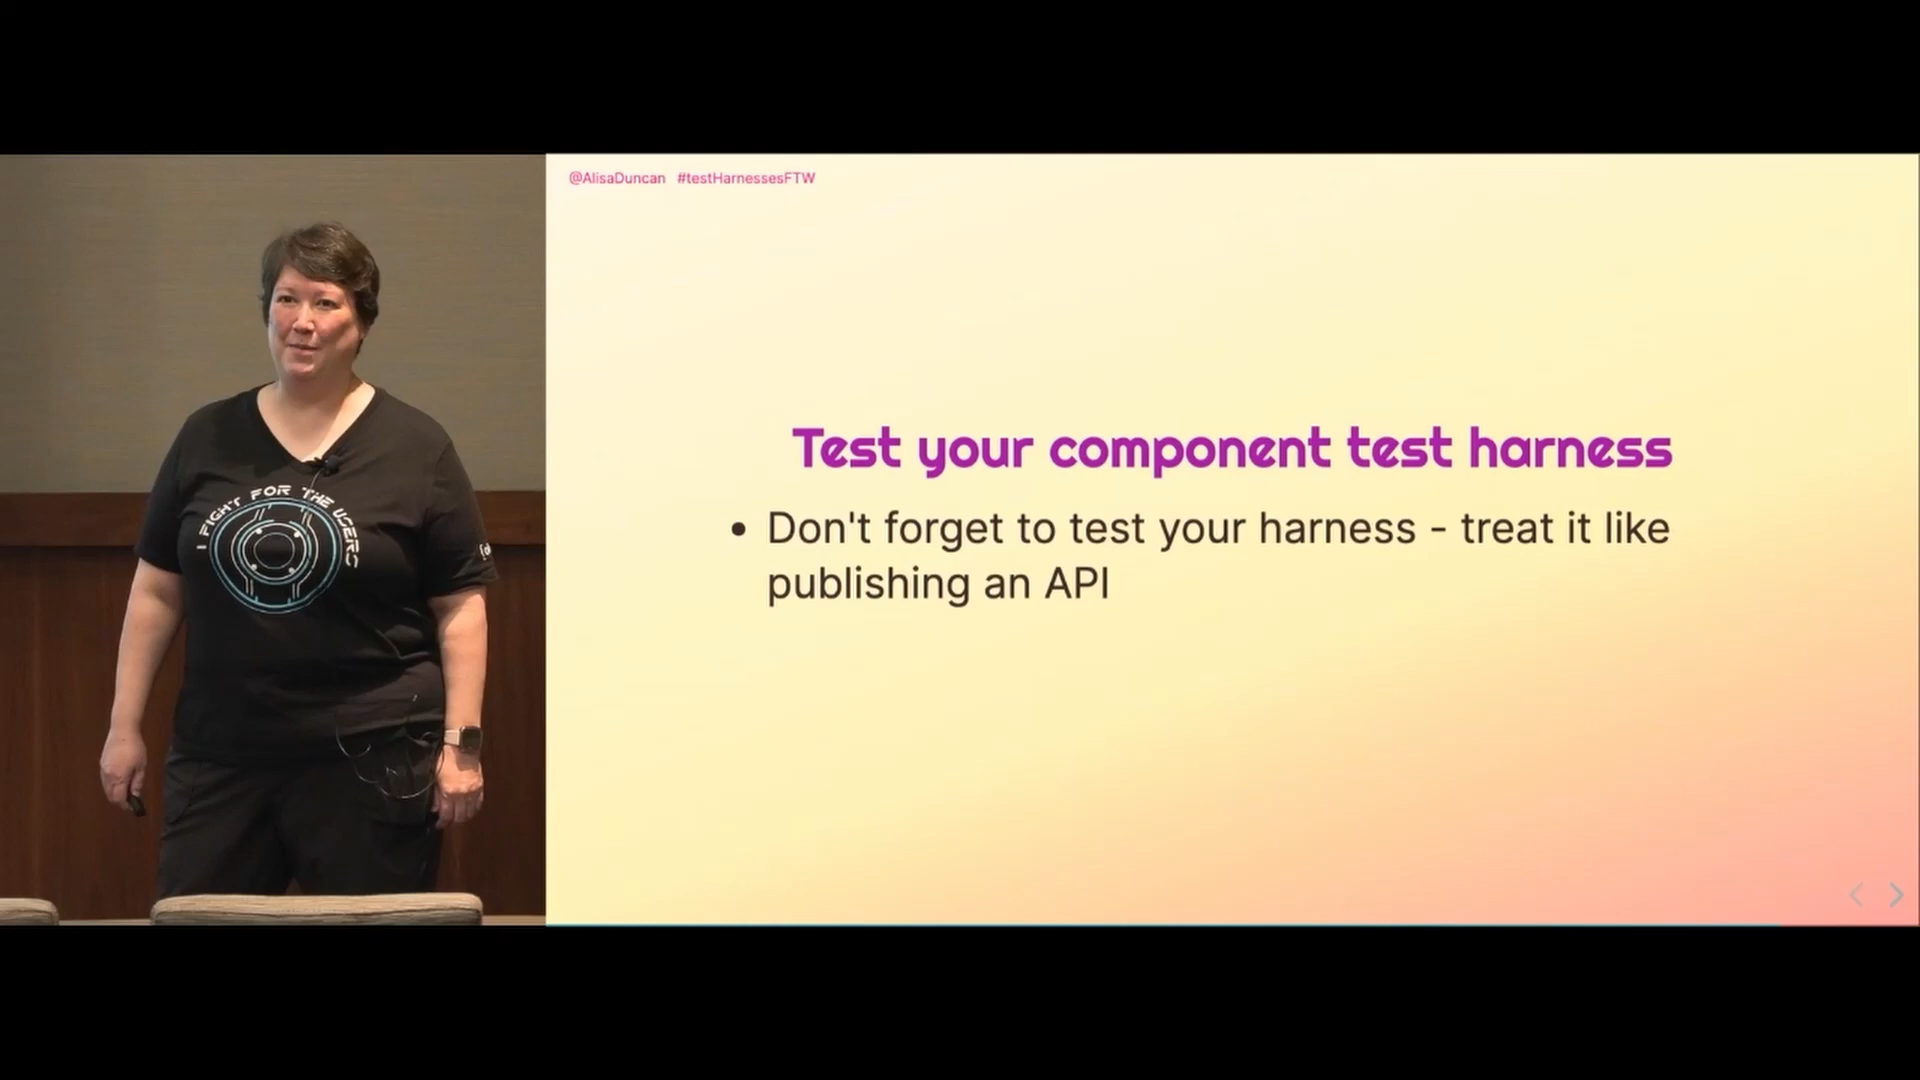 @AlisaDuncan #testHarnessesFTW
Test your component test harness
Don't forget to test your harness - treat it like
publishing an API
I FIGHT FOR THE USERS